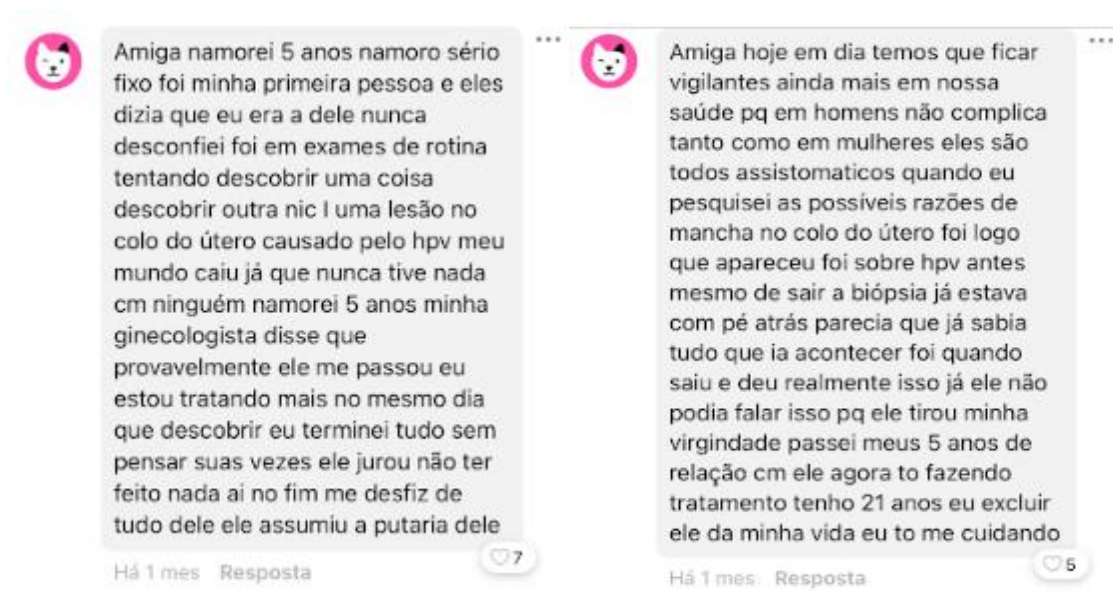 Amiga namorei 5 anos namoro sério
fixo foi minha primeira pessoa e eles
dizia que eu era a dele nunca
desconfiei foi em exames de rotina
tentando descobrir uma coisa
descobrir outra nic I uma lesão no
colo do útero causado pelo hpv meu
mundo caiu já que nunca tive nada
cm ninguém namorei 5 anos minha
ginecologista disse que
provavelmente ele me passou eu
estou tratando mais no mesmo dia
que descobrir eu terminei tudo sem
pensar suas vezes ele jurou não ter
feito nada ai no fim me desfiz de
tudo dele ele assumiu a putaria dele
7
Há 1 mes Resposta
Amiga hoje em dia temos que ficar
vigilantes ainda mais em nossa
saúde pq em homens não complica
tanto como em mulheres eles são
todos assistomaticos quando eu
pesquisei as possíveis razões de
mancha no colo do útero foi logo
que apareceu foi sobre hpv antes
mesmo de sair a biópsia já estava
com pé atrás parecia que já sabia
tudo que ia acontecer foi quando
saiu e deu realmente isso já ele não
podia falar isso pq ele tirou minha
virgindade passei meus 5 anos de
relação cm ele agora to fazendo
tratamento tenho 21 anos eu excluir
ele da minha vida eu to me cuidando
5
Há 1 mes Resposta